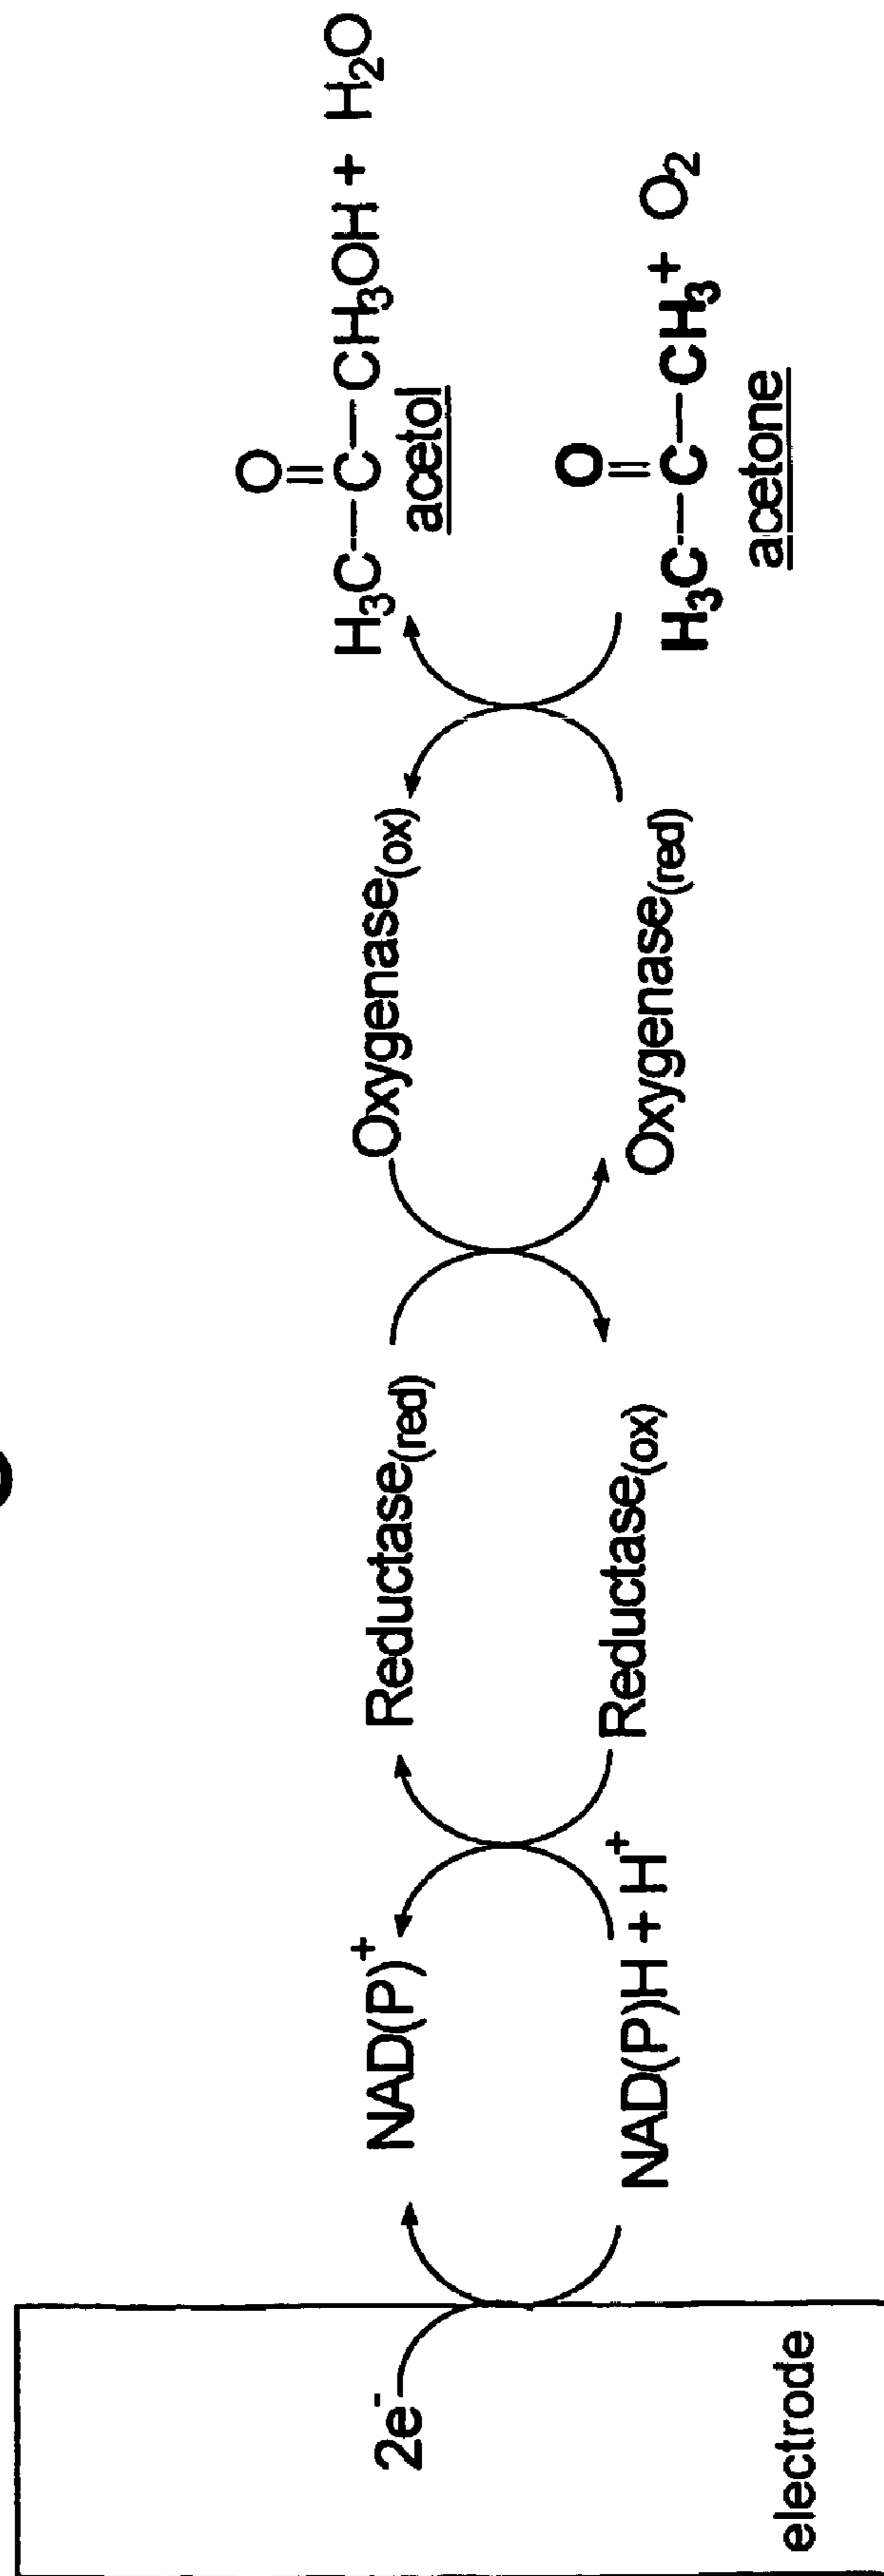 O
||
H₃C—C—CH₃OH + H₂O
acetol
O
||
H₃C—C—CH₃ + O₂
acetone
Oxygenase(ox)
Oxygenase(red)
Reductase(red)
Reductase(ox)
NAD(P)⁺
NAD(P)H + H⁺
2e⁻
electrode